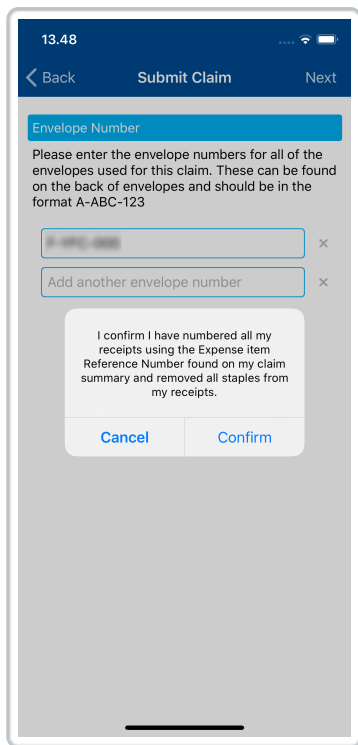 13.48
Back Submit Claim Next
Envelope Number
Please enter the envelope numbers for all of the
envelopes used for this claim. These can be found
on the back of envelopes and should be in the
format A-ABC-123
Add another envelope number
I confirm I have numbered all my
receipts using the Expense item
Reference Number found on my claim
summary and removed all staples from
my receipts.
Cancel Confirm